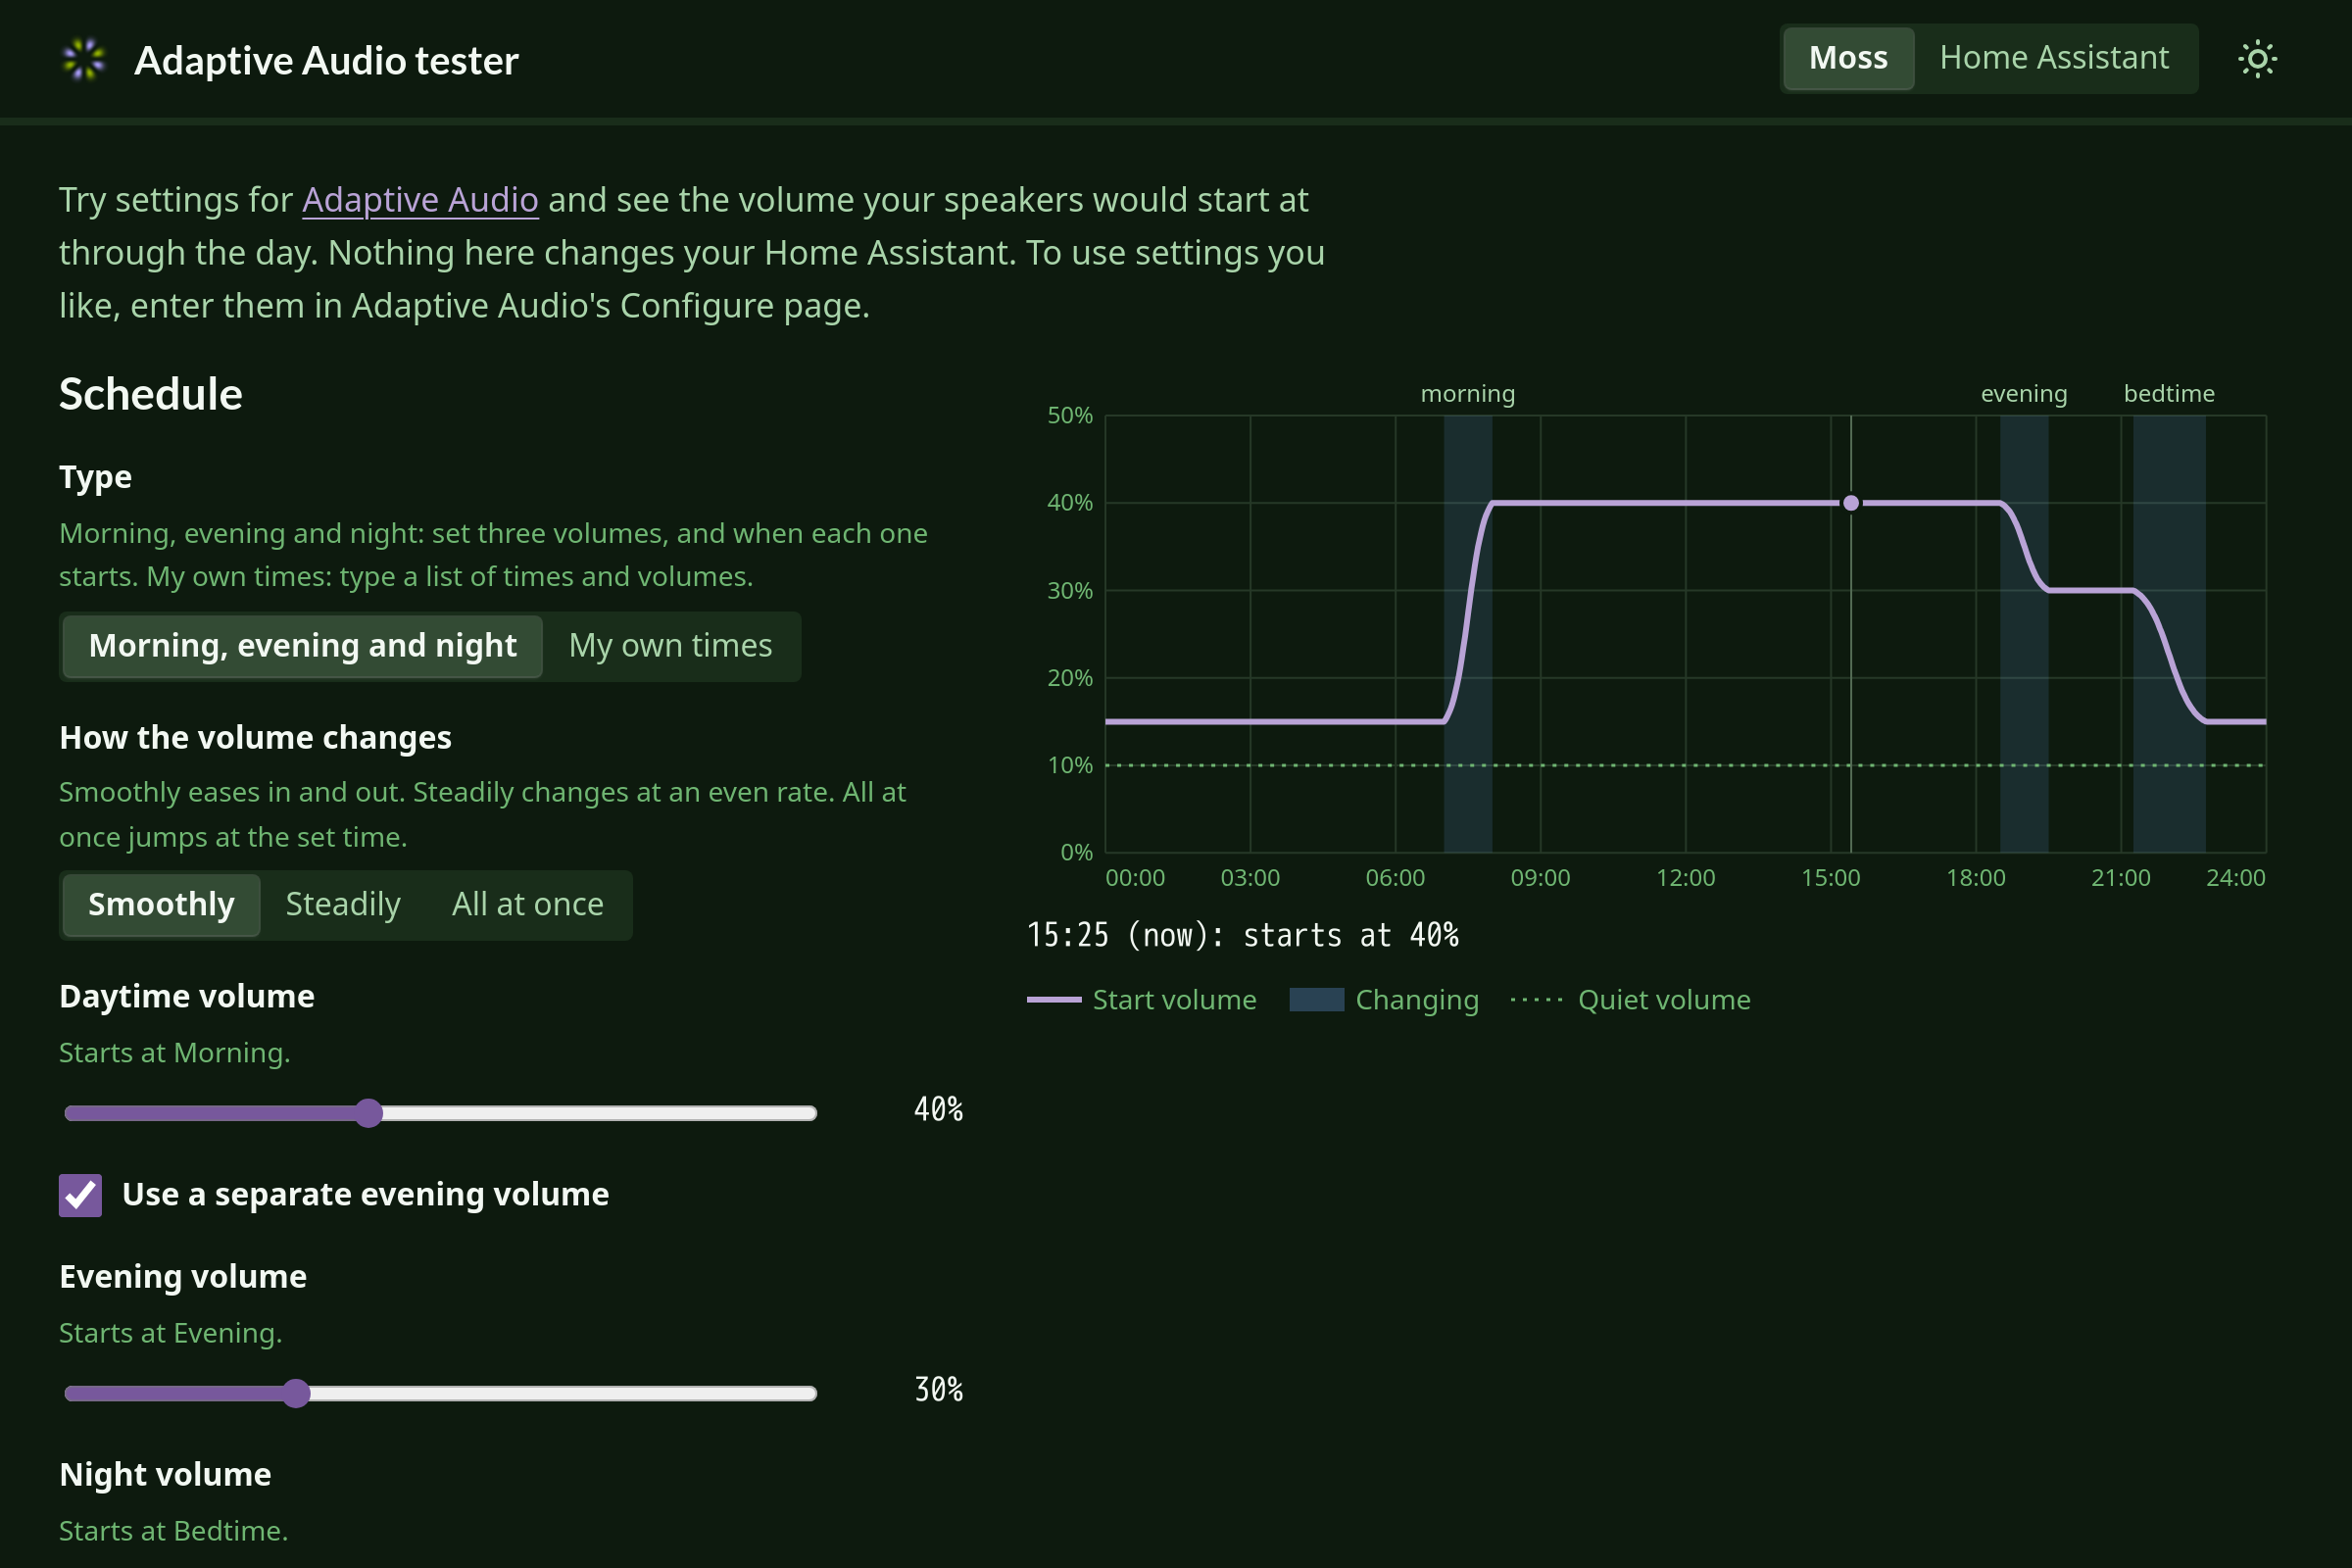 Adaptive Audio tester
Moss
Home Assistant
Try settings for Adaptive Audio and see the volume your speakers would start at
through the day. Nothing here changes your Home Assistant. To use settings you
like, enter them in Adaptive Audio's Configure page.
Schedule
Type
Morning, evening and night: set three volumes, and when each one
starts. My own times: type a list of times and volumes.
Morning, evening and night
My own times
How the volume changes
Smoothly eases in and out. Steadily changes at an even rate. All at
once jumps at the set time.
Smoothly
Steadily
All at once
Daytime volume
Starts at Morning.
40%
Use a separate evening volume
Evening volume
Starts at Evening.
30%
Night volume
Starts at Bedtime.
morning
evening
bedtime
50%
40%
30%
20%
10%
0%
00:00
03:00
06:00
09:00
12:00
15:00
18:00
21:00
24:00
15:25 (now): starts at 40%
Start volume
Changing
Quiet volume